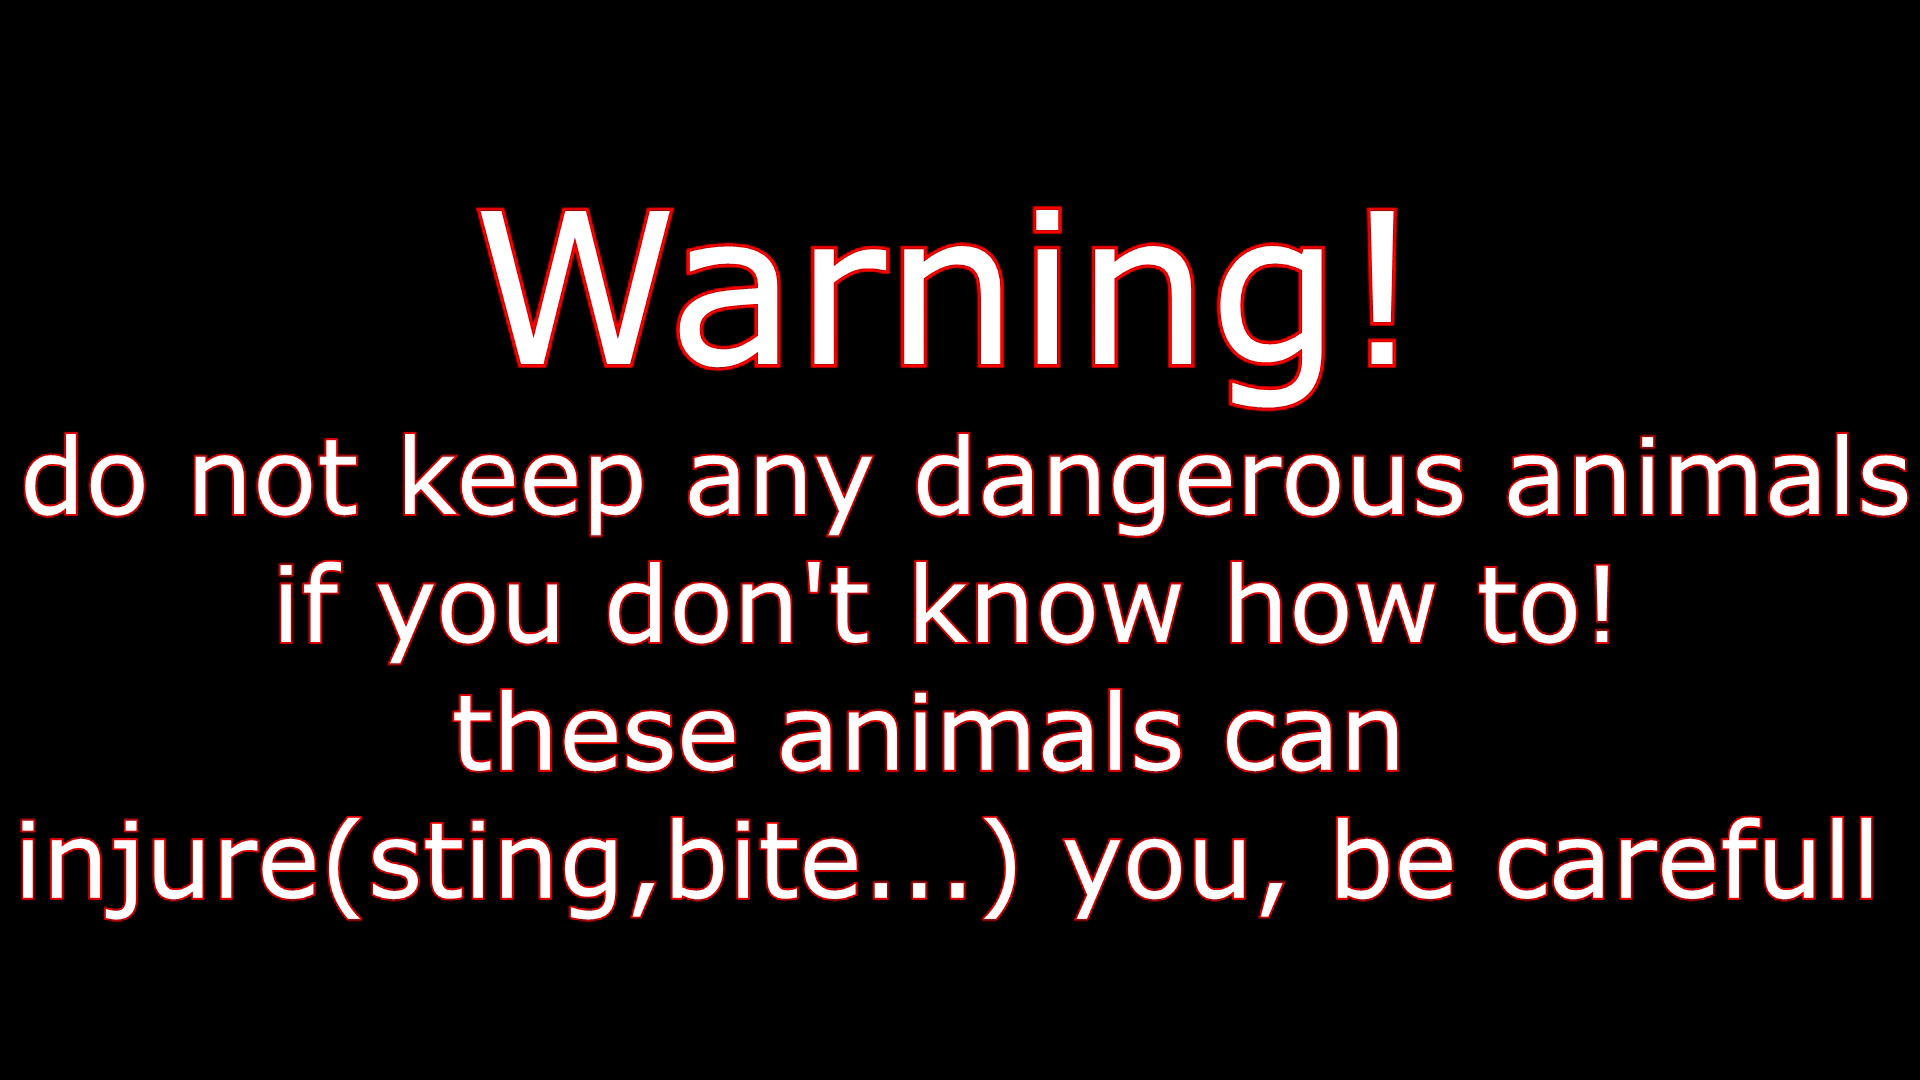 Warning!
do not keep any dangerous animals
if you don't know how to!
these animals can
injure(sting,bite...) you, be carefull